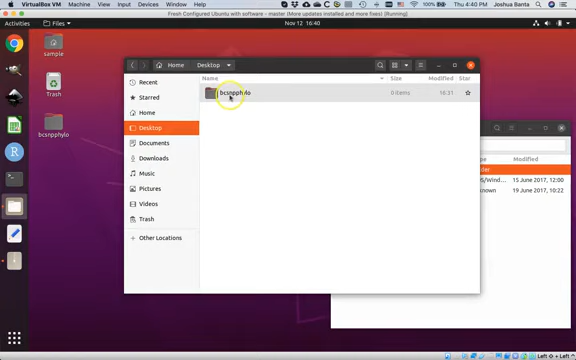 VirtualBox VM Machine View Input Devices Window Help 100% Thu 4:40 PM Joshua Banta
Fresh Configured Ubuntu with software - master (More updates installed and more fixes) [Running]
Activities Files Nov 12 16:40
sample
Trash
bcsnpphylo
Home Desktop
Name Size Modified Star
bcsnpphylo 0 items 16:31
Recent
Starred
Home
Desktop
Documents
Downloads
Music
Pictures
Videos
Trash
+ Other Locations
Modified
15 June 2017, 12:00
19 June 2017, 10:22
Left